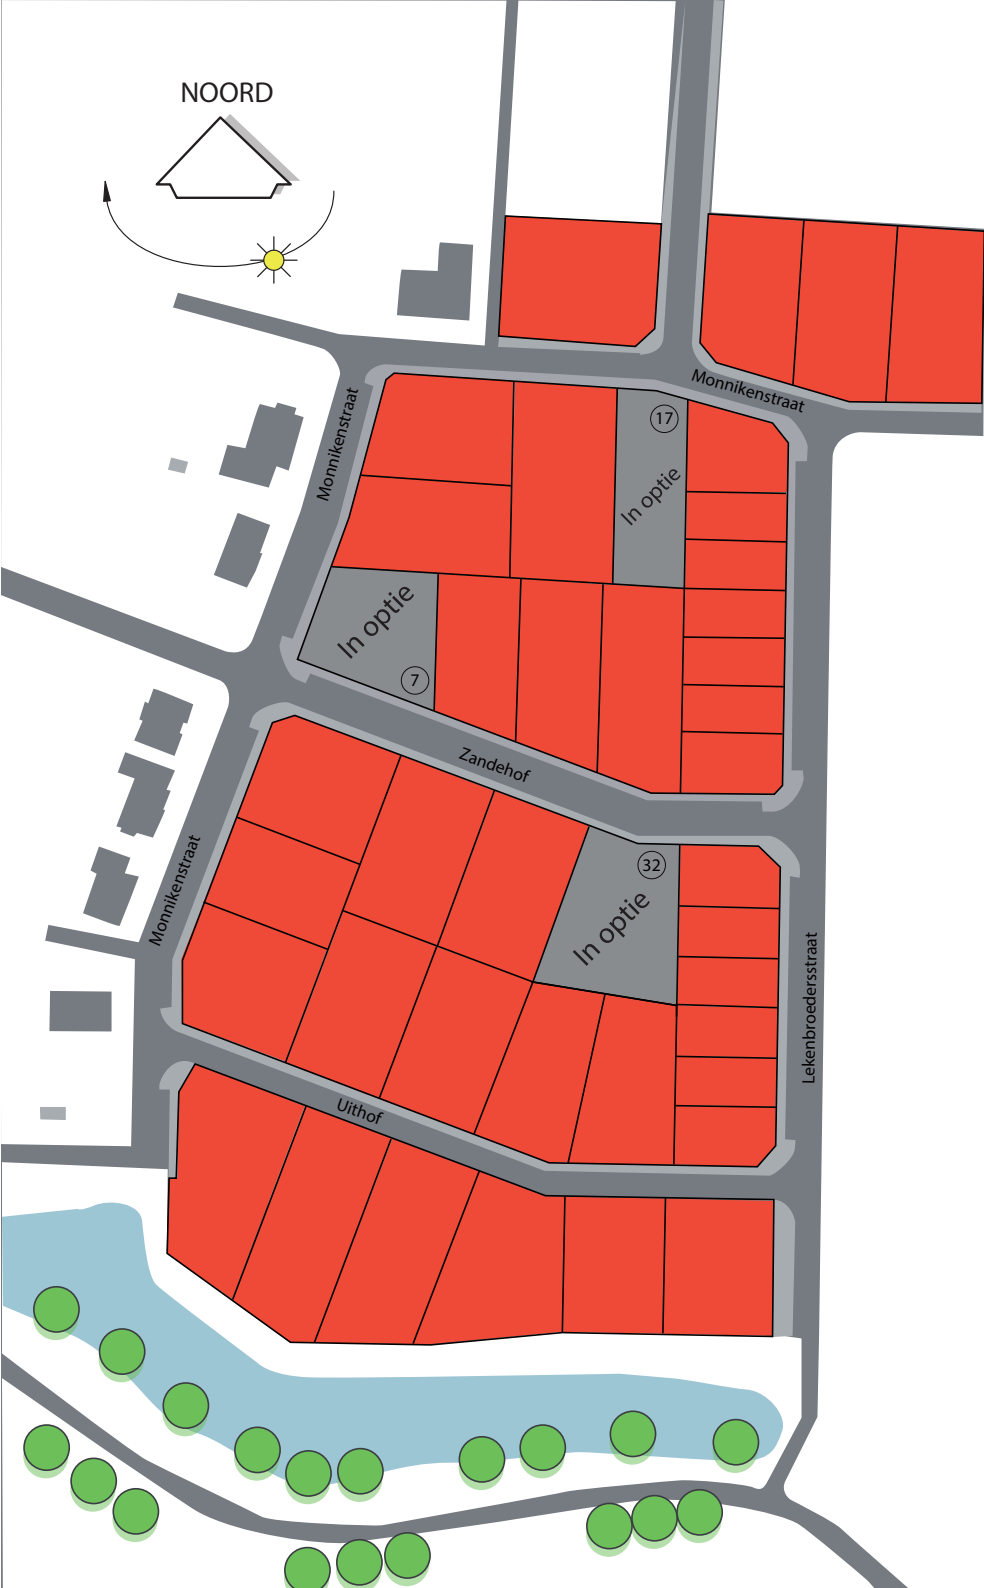 NOORD
Monnikenstraat
17
Monnikenstraat
In optie
In optie
7
Zandehof
32
Monnikenstraat
In optie
Lekenbroedersstraat
Uithof